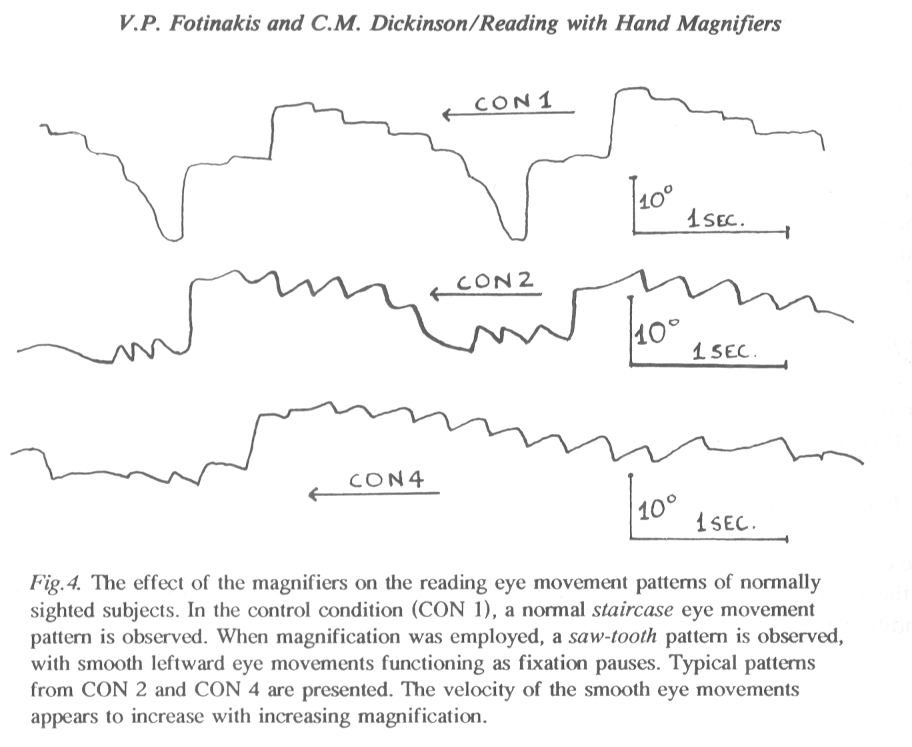 V.P. Fotinakis and C.M. Dickinson/Reading with Hand Magnifiers
CON 1
10°
1 SEC.
CON 2
10°
1 SEC.
CON 4
10°
1 SEC.
Fig.4. The effect of the magnifiers on the reading eye movement patterns of normally
sighted subjects. In the control condition (CON 1), a normal staircase eye movement
pattern is observed. When magnification was employed, a saw-tooth pattern is observed,
with smooth leftward eye movements functioning as fixation pauses. Typical patterns
from CON 2 and CON 4 are presented. The velocity of the smooth eye movements
appears to increase with increasing magnification.